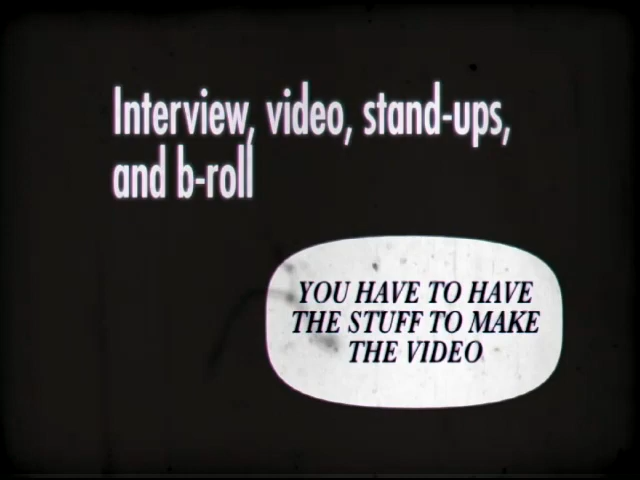 Interview, video, stand-ups,
and b-roll
YOU HAVE TO HAVE
THE STUFF TO MAKE
THE VIDEO